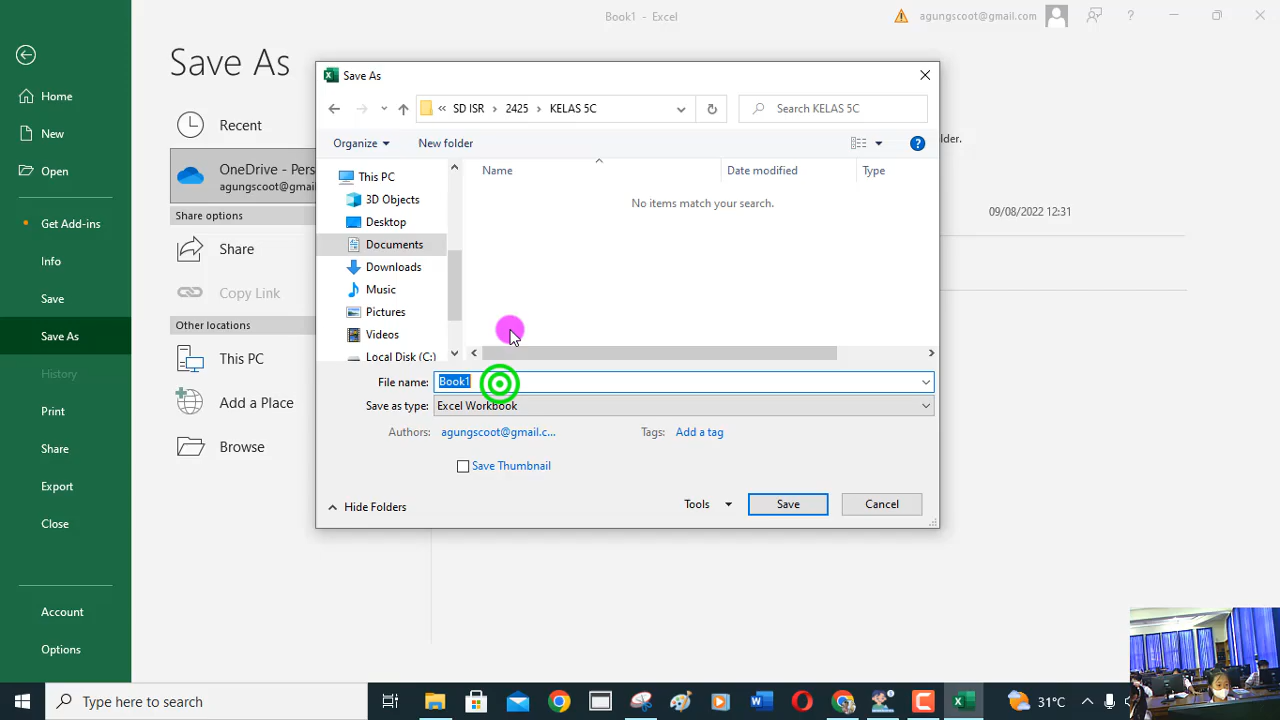 Book1 - Excel
agungscoot@gmail.com
?
Save As
Home
New
Open
Get Add-ins
Info
Save
Save As
History
Print
Share
Export
Close
Account
Options
Recent
OneDrive - Pers
agungscoot@gmai
Share options
Share
Copy Link
Other locations
This PC
Add a Place
Browse
older.
09/08/2022 12:31
Save As
« SD ISR > 2425 > KELAS 5C
Search KELAS 5C
Organize
New folder
?
This PC
3D Objects
Desktop
Documents
Downloads
Music
Pictures
Videos
Local Disk (C:)
Name
Date modified
Type
No items match your search.
File name: Book1
Save as type: Excel Workbook
Authors: agungscoot@gmail.c...
Tags: Add a tag
Save Thumbnail
Hide Folders
Tools
Save
Cancel
Type here to search
31°C